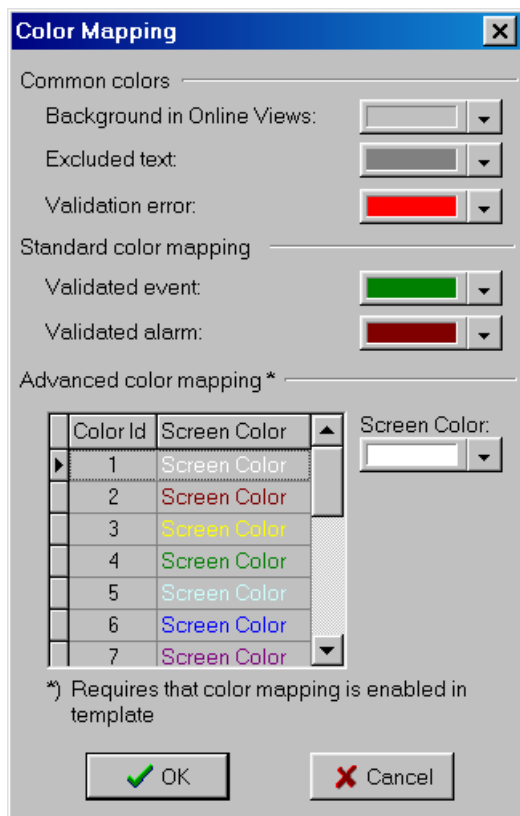 Color Mapping
Common colors
Background in Online Views:
Excluded text:
Validation error:
Standard color mapping
Validated event:
Validated alarm:
Advanced color mapping *
Color Id Screen Color
Screen Color:
1 Screen Color
2 Screen Color
3 Screen Color
4 Screen Color
5 Screen Color
6 Screen Color
7 Screen Color
*) Requires that color mapping is enabled in
template
OK Cancel